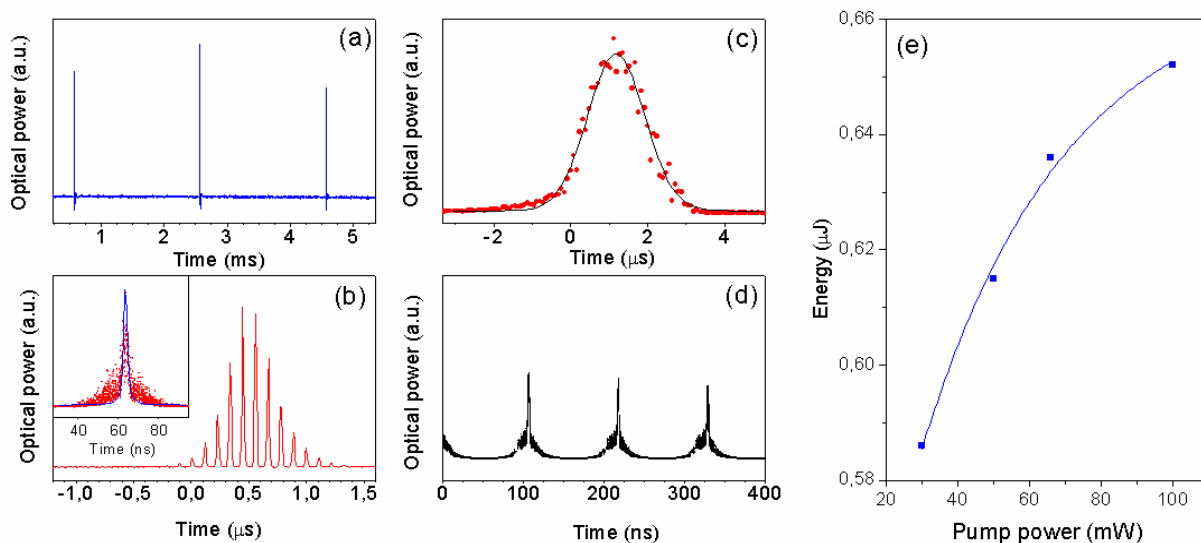 (a)
Optical power (a.u.)
1 2 3 4 5
Time (ms)
(b)
Optical power (a.u.)
40 60 80
Time (ns)
-1,0 -0,5 0,0 0,5 1,0 1,5
Time (μs)
(c)
Optical power (a.u.)
-2 0 2 4
Time (μs)
(d)
Optical power (a.u.)
0 100 200 300 400
Time (ns)
(e)
Energy (μJ)
0,66
0,64
0,62
0,60
0,58
20 40 60 80 100
Pump power (mW)